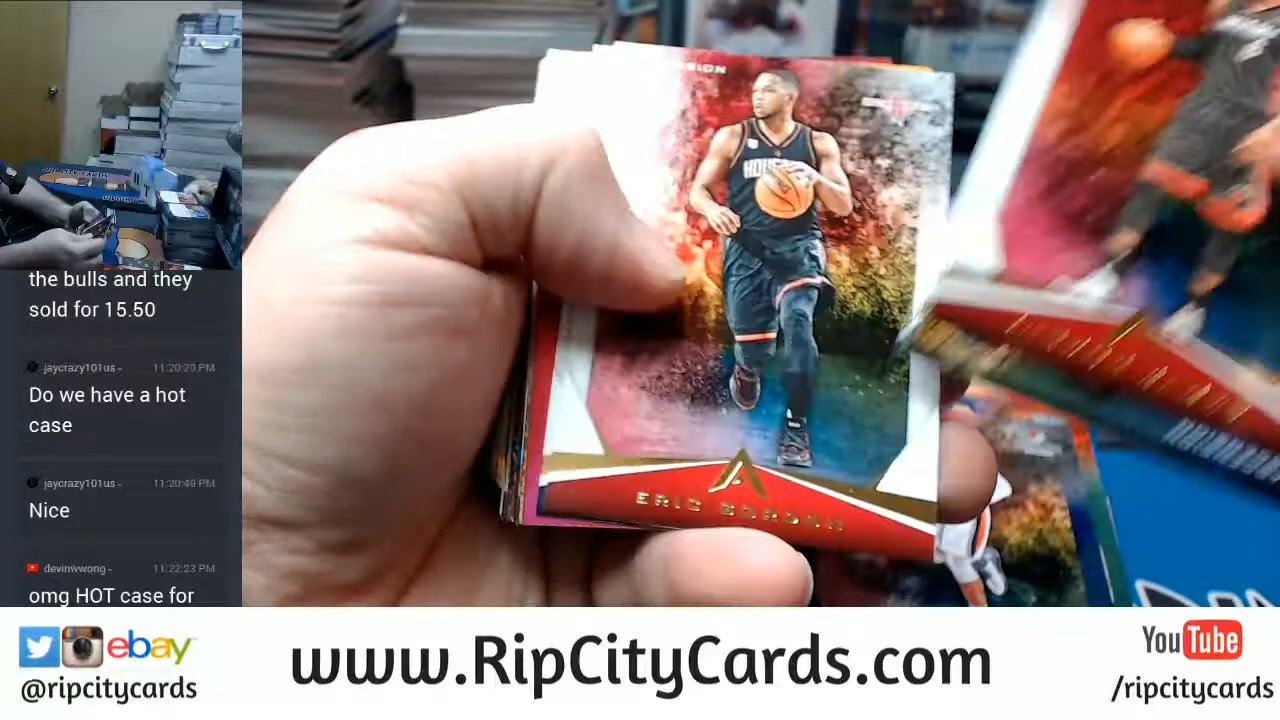 the bulls and they
sold for 15.50
jaycrazy101us
11:20:20 PM
Do we have a hot
case
jaycrazy101us
11:20:49 PM
Nice
devinwwong
11:22:23 PM
omg HOT case for
HOU
ERIC GORDON
ebay
@ripcitycards
www.RipCityCards.com
YouTube
/ripcitycards